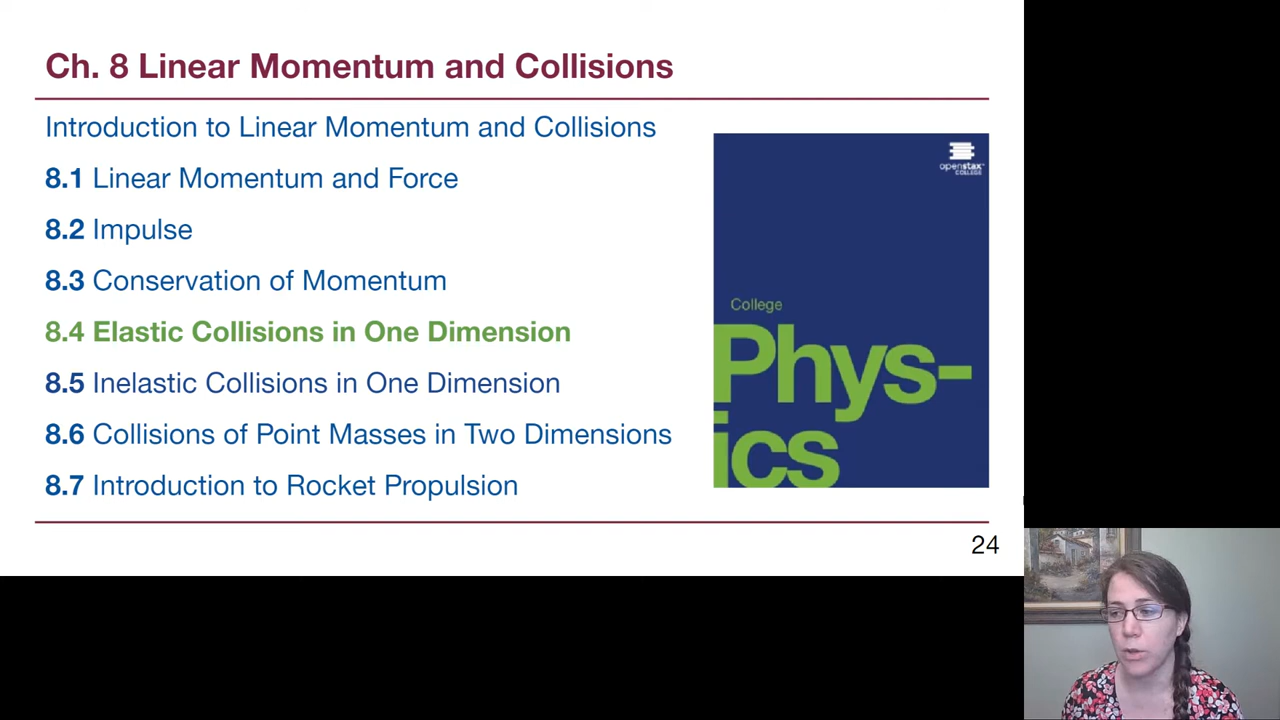 Ch. 8 Linear Momentum and Collisions
Introduction to Linear Momentum and Collisions
8.1 Linear Momentum and Force
8.2 Impulse
8.3 Conservation of Momentum
8.4 Elastic Collisions in One Dimension
8.5 Inelastic Collisions in One Dimension
8.6 Collisions of Point Masses in Two Dimensions
8.7 Introduction to Rocket Propulsion
openstax
COLLEGE
College
Phys-
ics
24